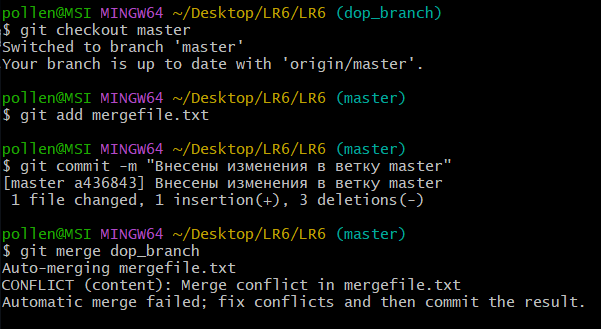 pollen@MSI MINGW64 ~/Desktop/LR6/LR6 (dop_branch)
$ git checkout master
Switched to branch 'master'
Your branch is up to date with 'origin/master'.
pollen@MSI MINGW64 ~/Desktop/LR6/LR6 (master)
$ git add mergefile.txt
pollen@MSI MINGW64 ~/Desktop/LR6/LR6 (master)
$ git commit -m "Внесены изменения в ветку master"
[master a436843] Внесены изменения в ветку master
1 file changed, 1 insertion(+), 3 deletions(-)
pollen@MSI MINGW64 ~/Desktop/LR6/LR6 (master)
$ git merge dop_branch
Auto-merging mergefile.txt
CONFLICT (content): Merge conflict in mergefile.txt
Automatic merge failed; fix conflicts and then commit the result.